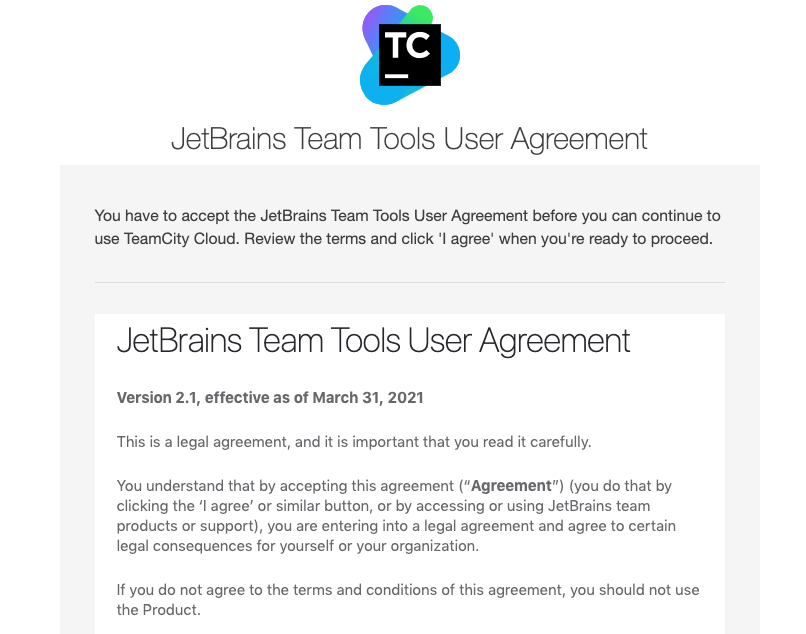 TC
JetBrains Team Tools User Agreement
You have to accept the JetBrains Team Tools User Agreement before you can continue to
use TeamCity Cloud. Review the terms and click 'I agree' when you're ready to proceed.
JetBrains Team Tools User Agreement
Version 2.1, effective as of March 31, 2021
This is a legal agreement, and it is important that you read it carefully.
You understand that by accepting this agreement (“Agreement”) (you do that by
clicking the ‘I agree’ or similar button, or by accessing or using JetBrains team
products or support), you are entering into a legal agreement and agree to certain
legal consequences for yourself or your organization.
If you do not agree to the terms and conditions of this agreement, you should not use
the Product.